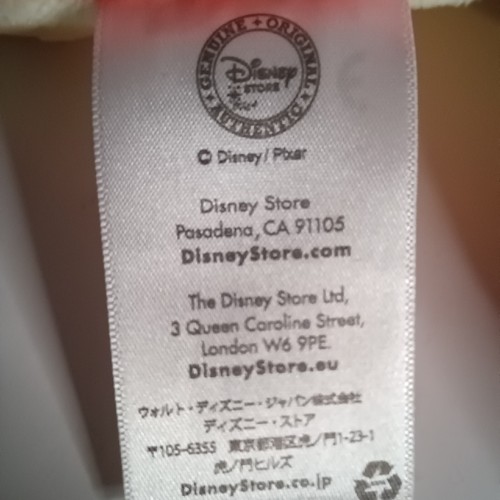 GENUINE ORIGINAL AUTHENTIC
Disney
STORE
© Disney/Pixar
Disney Store
Pasadena, CA 91105
DisneyStore.com
The Disney Store Ltd,
3 Queen Caroline Street,
London W6 9PE.
DisneyStore.eu
ウォルト・ディズニー・ジャパン株式会社
ディズニー・ストア
〒105-6355 東京都港区虎ノ門1-23-1
虎ノ門ヒルズ
DisneyStore.co.jp